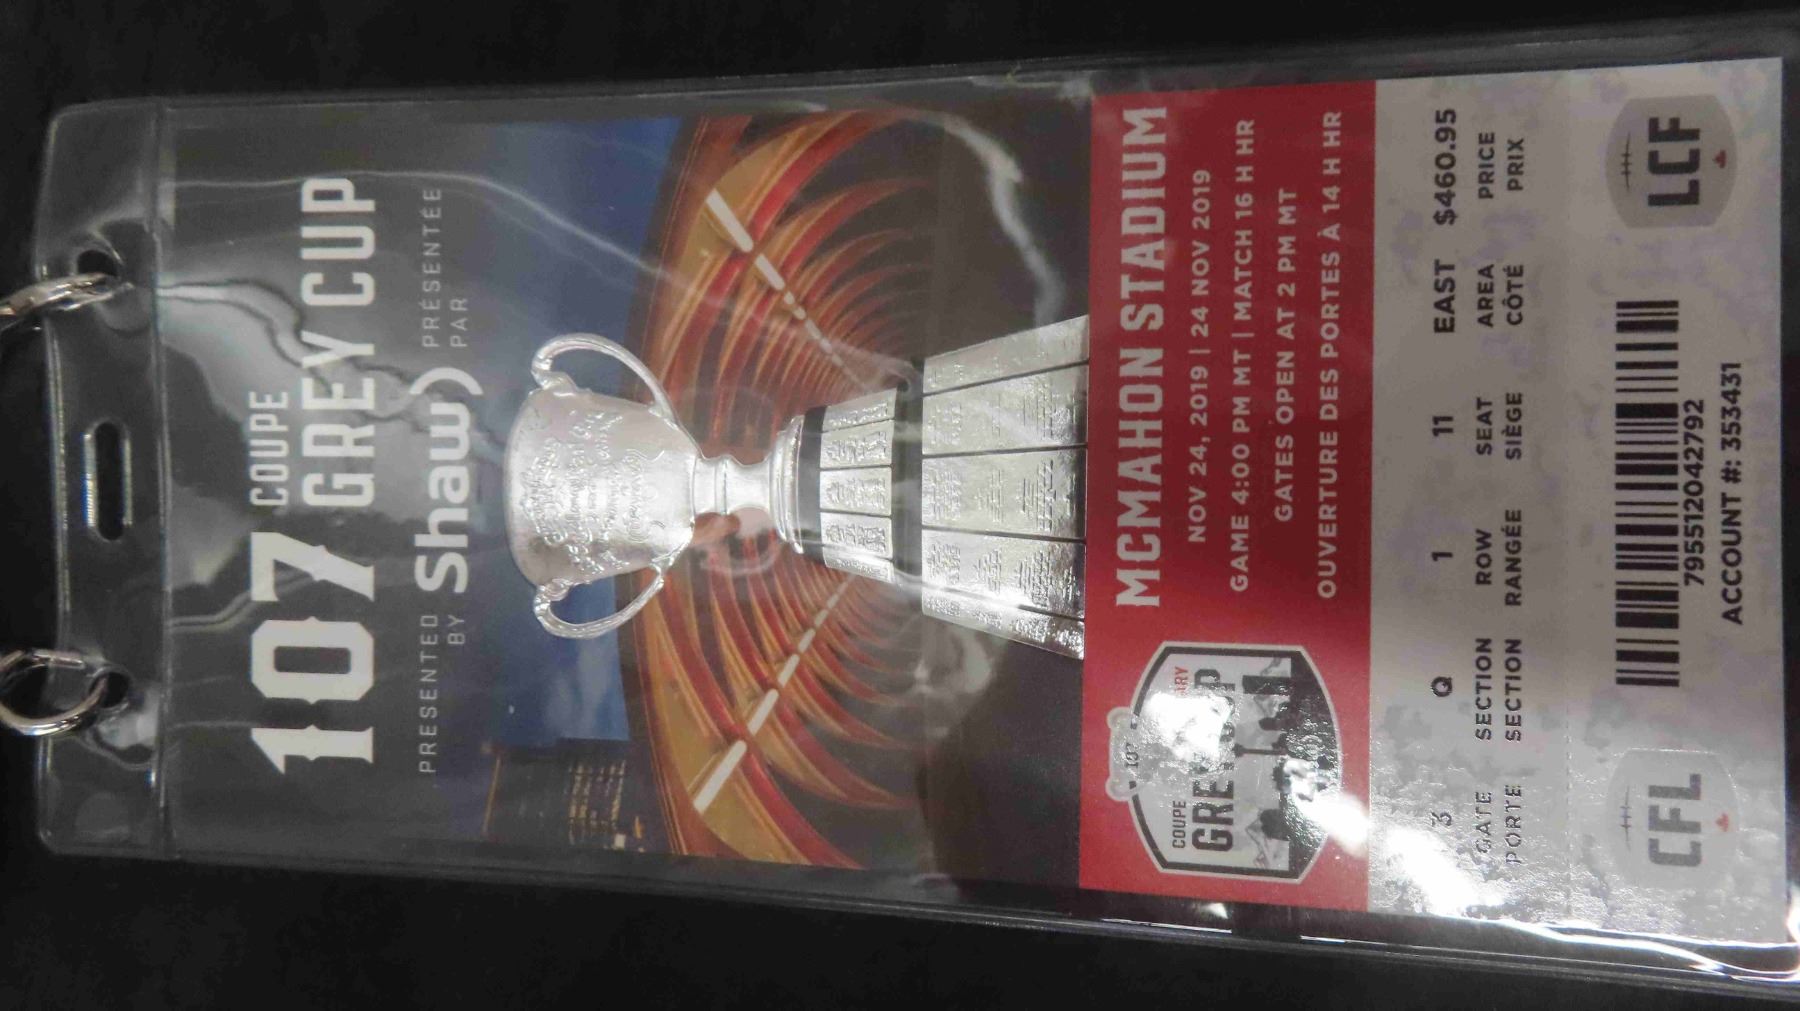 COUPE
107 GREY CUP
PRESENTED BY Shaw) PRÉSENTÉE PAR
MCMAHON STADIUM
NOV 24, 2019 | 24 NOV 2019
GAME 4:00 PM MT | MATCH 16 H HR
GATES OPEN AT 2 PM MT
OUVERTURE DES PORTES À 14 H HR
107
COUPE
GREY CUP
3 Q 1 11 EAST $460.95
GATE SECTION ROW SEAT AREA PRICE
PORTE SECTION RANGÉE SIÈGE CÔTÉ PRIX
CFL
795512042792
ACCOUNT #: 353431
LCF